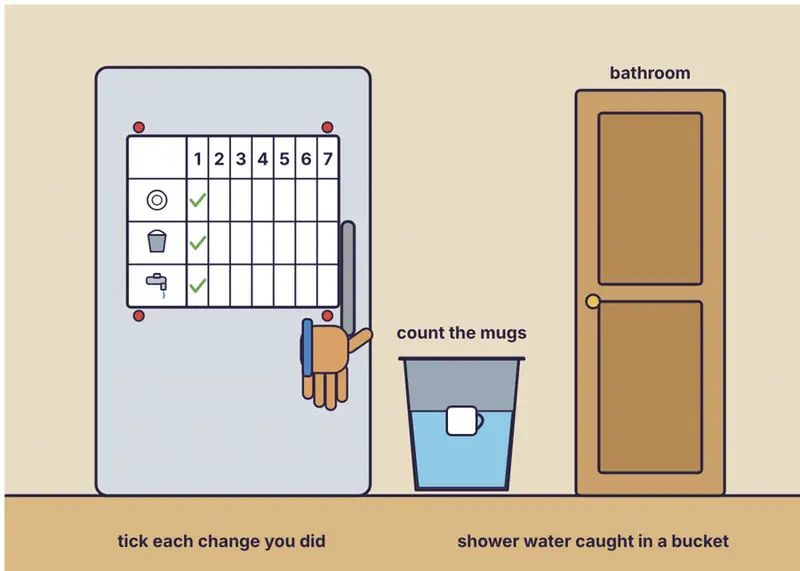 bathroom
1 2 3 4 5 6 7
count the mugs
tick each change you did
shower water caught in a bucket